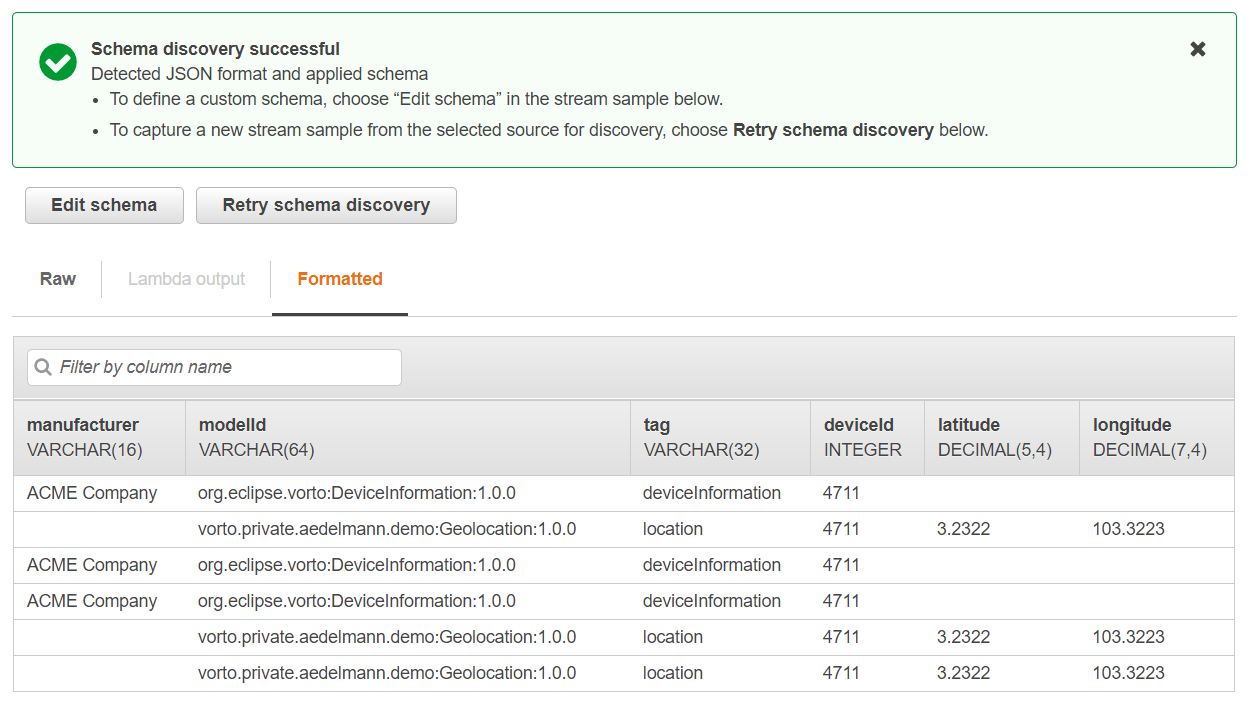 Schema discovery successful
Detected JSON format and applied schema
• To define a custom schema, choose “Edit schema” in the stream sample below.
• To capture a new stream sample from the selected source for discovery, choose Retry schema discovery below.
Edit schema Retry schema discovery
Raw Lambda output Formatted
Filter by column name
manufacturer modelId tag deviceId latitude longitude
VARCHAR(16) VARCHAR(64) VARCHAR(32) INTEGER DECIMAL(5,4) DECIMAL(7,4)
ACME Company org.eclipse.vorto:DeviceInformation:1.0.0 deviceInformation 4711
vorto.private.aedelmann.demo:Geolocation:1.0.0 location 4711 3.2322 103.3223
ACME Company org.eclipse.vorto:DeviceInformation:1.0.0 deviceInformation 4711
ACME Company org.eclipse.vorto:DeviceInformation:1.0.0 deviceInformation 4711
vorto.private.aedelmann.demo:Geolocation:1.0.0 location 4711 3.2322 103.3223
vorto.private.aedelmann.demo:Geolocation:1.0.0 location 4711 3.2322 103.3223